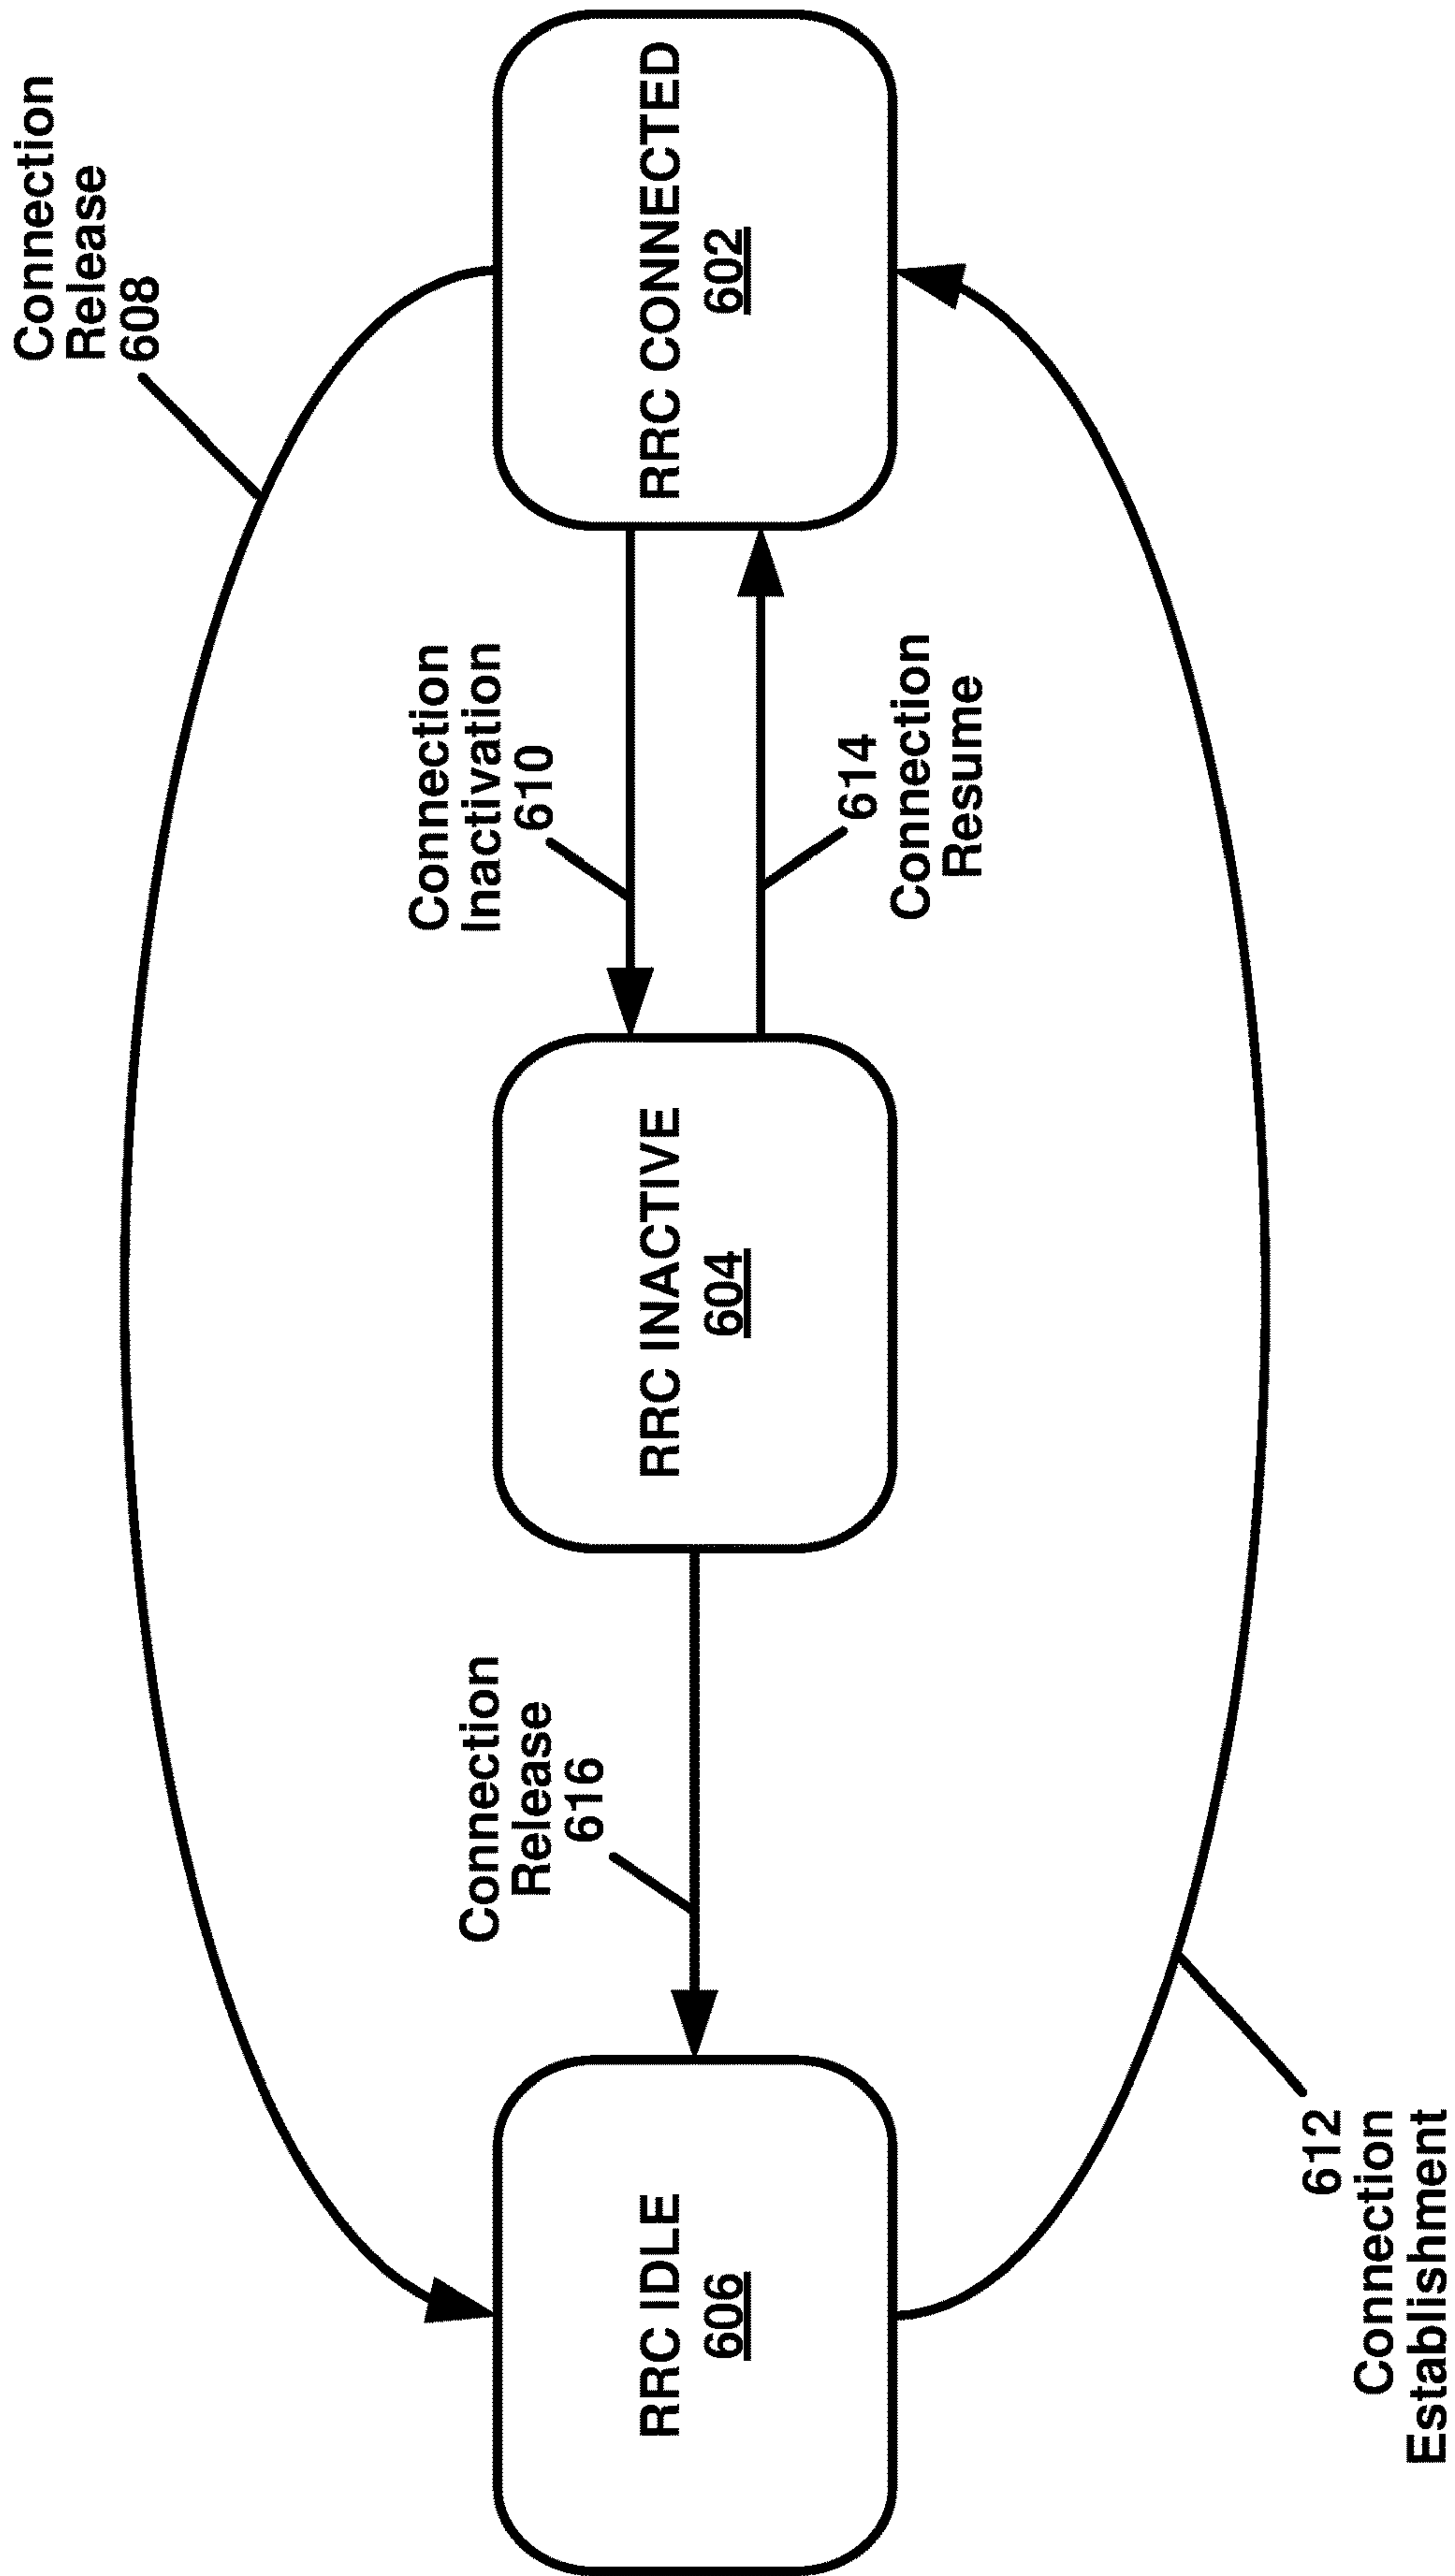 Connection
Release
608
RRC IDLE
606
Connection
Release
616
RRC INACTIVE
604
Connection
Inactivation
610
RRC CONNECTED
602
614
Connection
Resume
612
Connection
Establishment